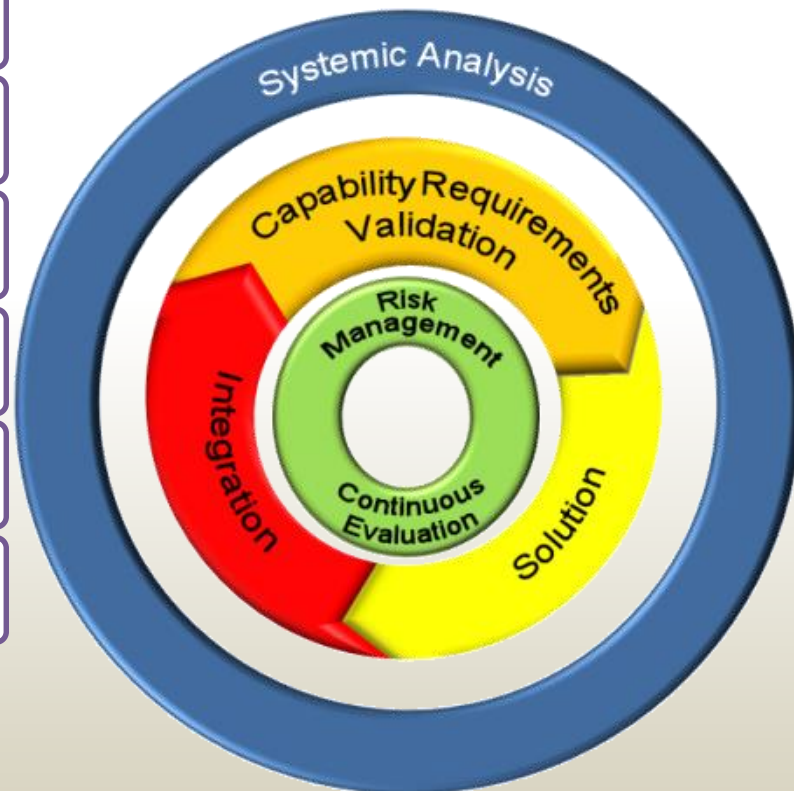 Systemic Analysis
Capability Requirements
Validation
Risk
Management
Integration
Continuous
Evaluation
Solution